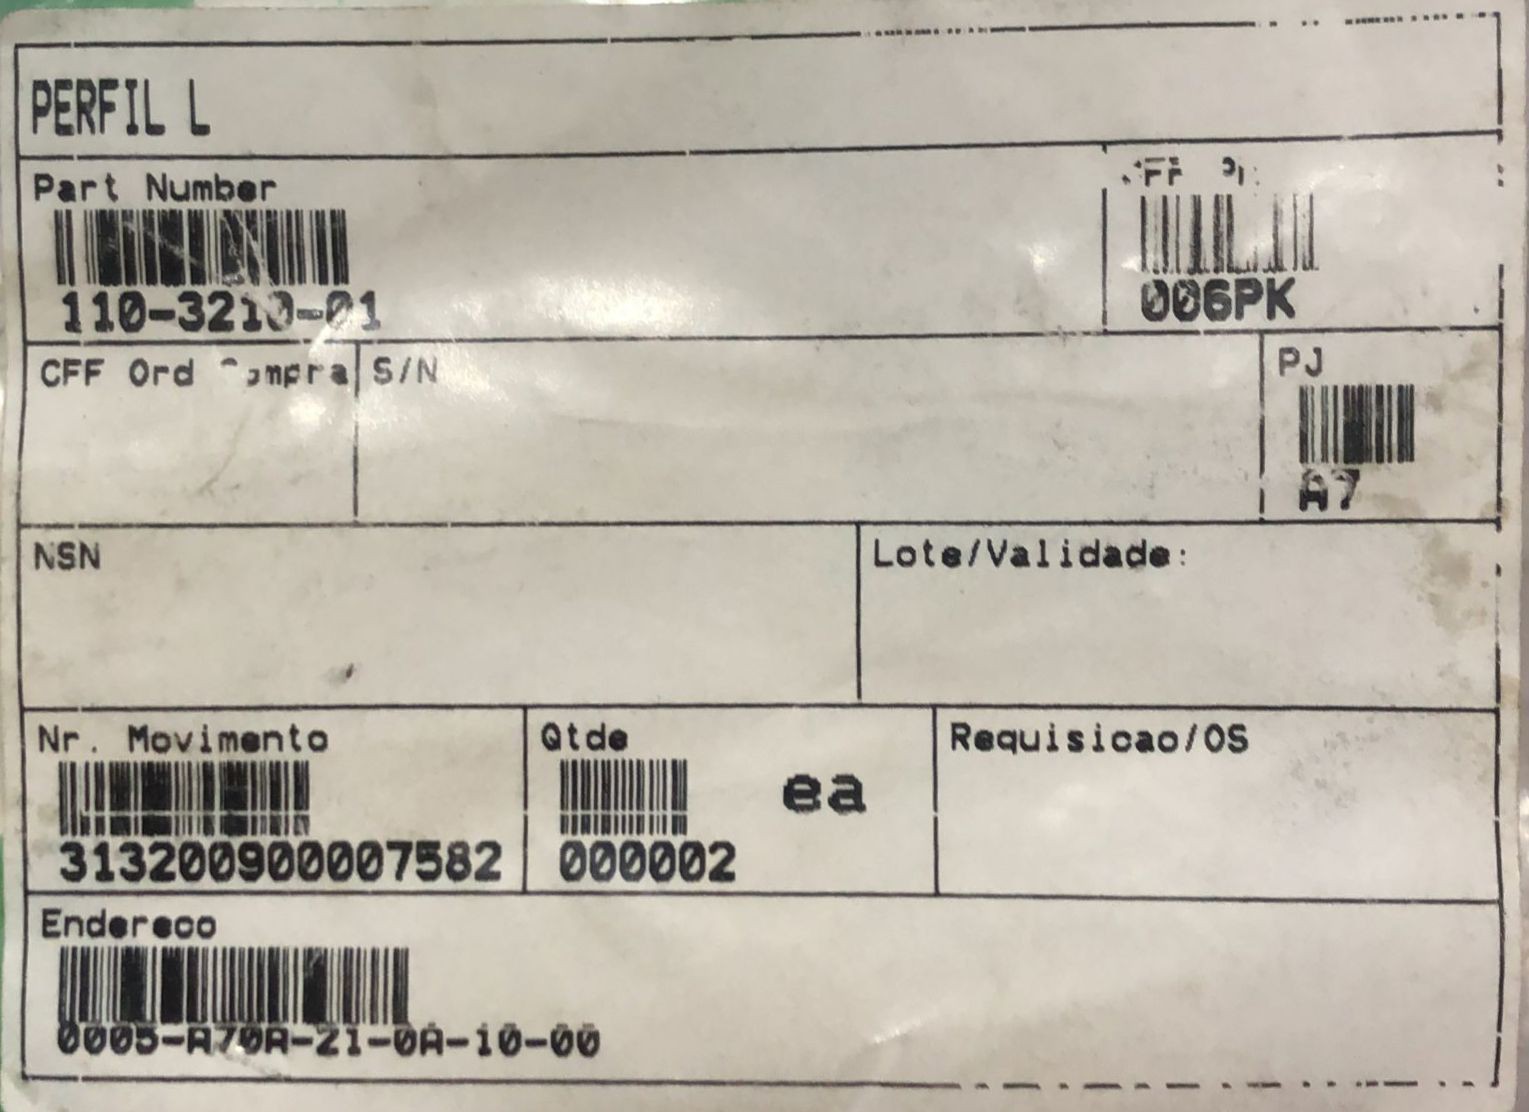 PERFIL L
Part Number
110-3210-01
006PK
CFF Ord Compra
S/N
PJ
A7
NSN
Lote/Validade:
Nr. Movimento
313200900007582
Qtde
ea
000002
Requisicao/OS
Endereco
0005-A70A-21-0A-10-00